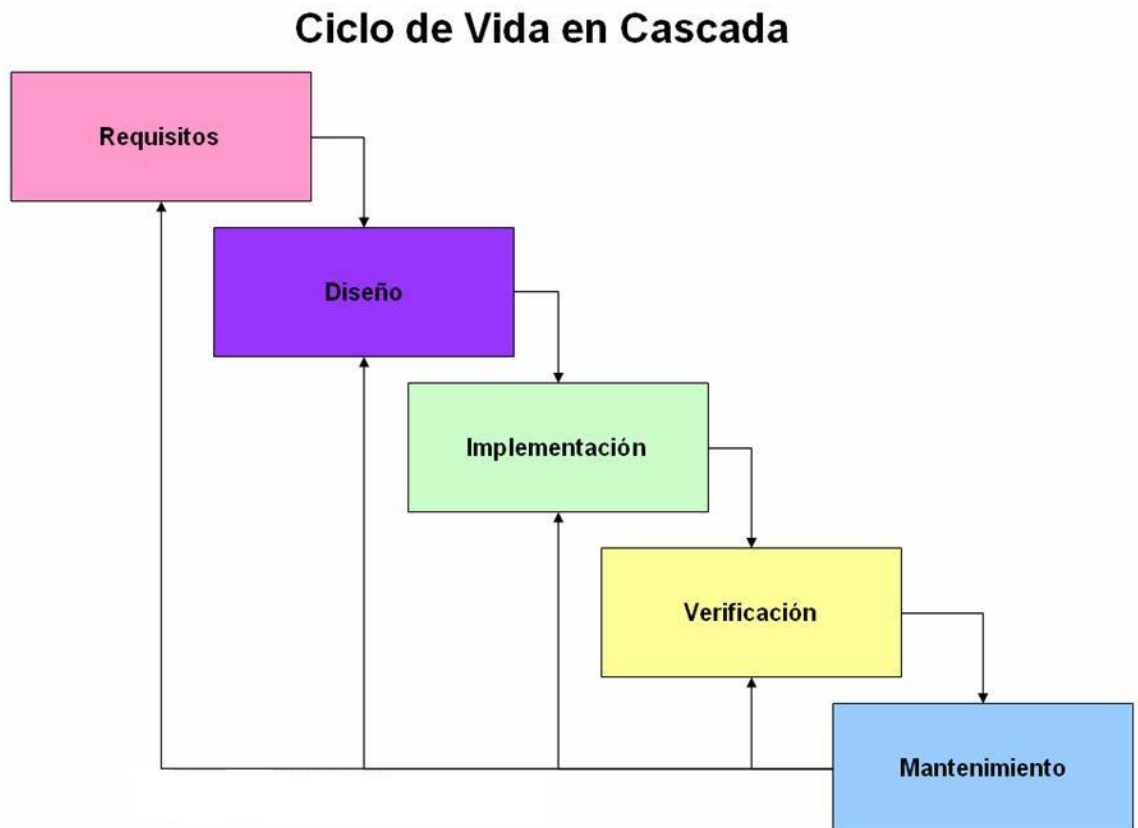 Ciclo de Vida en Cascada
Requisitos
Diseño
Implementación
Verificación
Mantenimiento